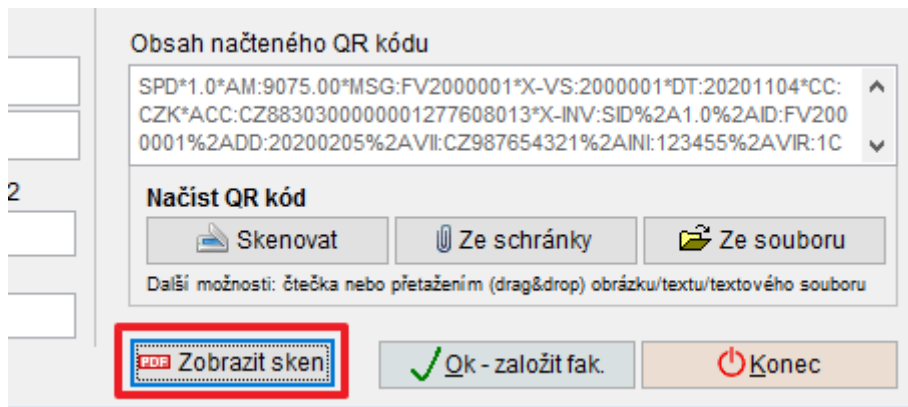 Obsah načteného QR kódu
SPD*1.0*AM:9075.00*MSG:FV2000001*X-VS:2000001*DT:20201104*CC:
CZK*ACC:CZ8830300000001277608013*X-INV:SID%2A1.0%2AID:FV200
0001%2ADD:20200205%2AVII:CZ987654321%2AINI:123455%2AVIR:1C
2
Načíst QR kód
Skenovat
Ze schránky
Ze souboru
Další možnosti: čtečka nebo přetažením (drag&drop) obrázku/textu/textového souboru
PDF Zobrazit sken
Ok - založit fak.
Konec